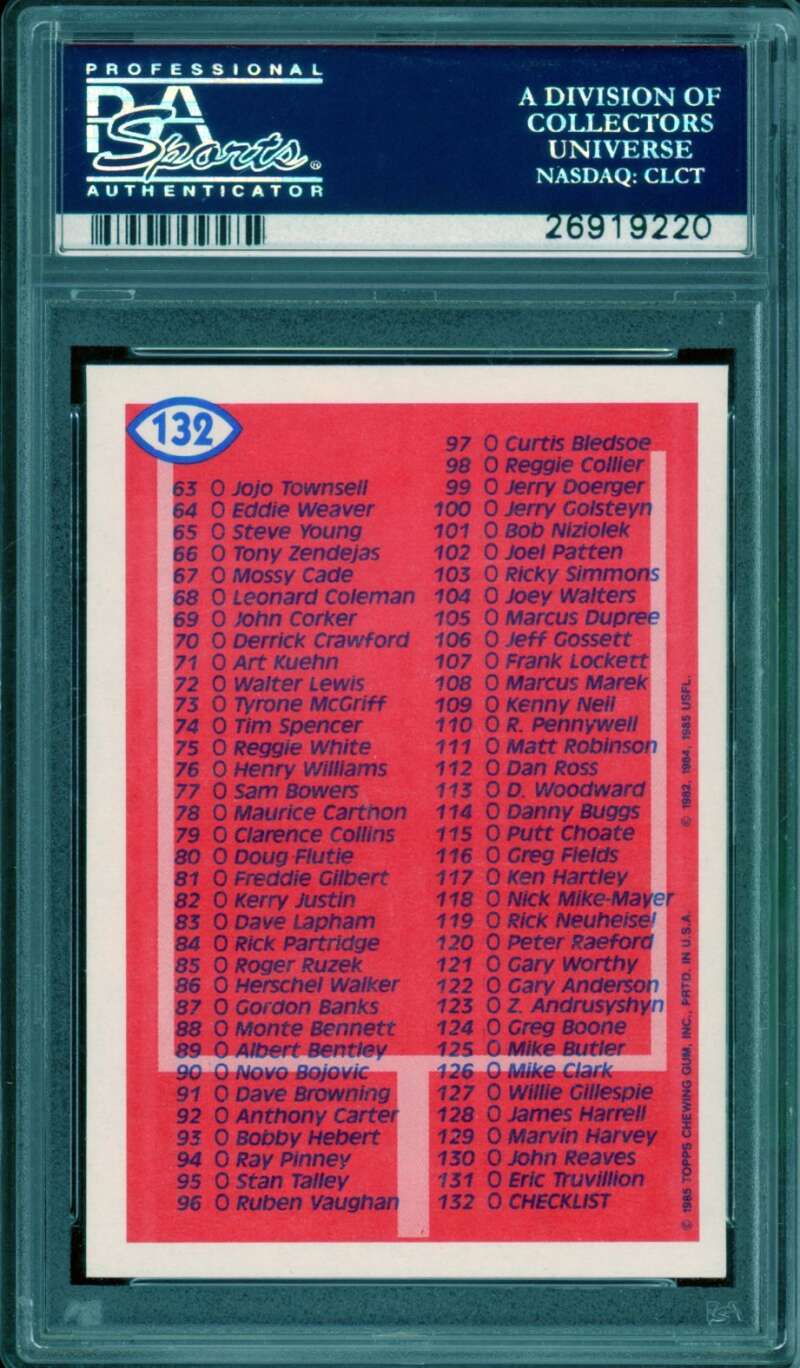 PROFESSIONAL
PSA
Sports®
AUTHENTICATOR
A DIVISION OF
COLLECTORS
UNIVERSE
NASDAQ: CLCT
26919220
132
63 O Jojo Townsell
64 O Eddie Weaver
65 O Steve Young
66 O Tony Zendejas
67 O Mossy Cade
68 O Leonard Coleman
69 O John Corker
70 O Derrick Crawford
71 O Art Kuehn
72 O Walter Lewis
73 O Tyrone McGriff
74 O Tim Spencer
75 O Reggie White
76 O Henry Williams
77 O Sam Bowers
78 O Maurice Carthon
79 O Clarence Collins
80 O Doug Flutie
81 O Freddie Gilbert
82 O Kerry Justin
83 O Dave Lapham
84 O Rick Partridge
85 O Roger Ruzek
86 O Herschel Walker
87 O Gordon Banks
88 O Monte Bennett
89 O Albert Bentley
90 O Novo Bojovic
91 O Dave Browning
92 O Anthony Carter
93 O Bobby Hebert
94 O Ray Pinney
95 O Stan Talley
96 O Ruben Vaughan
97 O Curtis Bledsoe
98 O Reggie Collier
99 O Jerry Doerger
100 O Jerry Golsteyn
101 O Bob Niziolek
102 O Joel Patten
103 O Ricky Simmons
104 O Joey Walters
105 O Marcus Dupree
106 O Jeff Gossett
107 O Frank Lockett
108 O Marcus Marek
109 O Kenny Neil
110 O R. Pennywell
111 O Matt Robinson
112 O Dan Ross
113 O D. Woodward
114 O Danny Buggs
115 O Putt Choate
116 O Greg Fields
117 O Ken Hartley
118 O Nick Mike-Mayer
119 O Rick Neuheisel
120 O Peter Raeford
121 O Gary Worthy
122 O Gary Anderson
123 O Z. Andrusyshyn
124 O Greg Boone
125 O Mike Butler
126 O Mike Clark
127 O Willie Gillespie
128 O James Harrell
129 O Marvin Harvey
130 O John Reaves
131 O Eric Truvillion
132 O CHECKLIST
© 1985 TOPPS CHEWING GUM, INC., PRTD. IN U.S.A. © 1982, 1984, 1985 USFL.
PSA